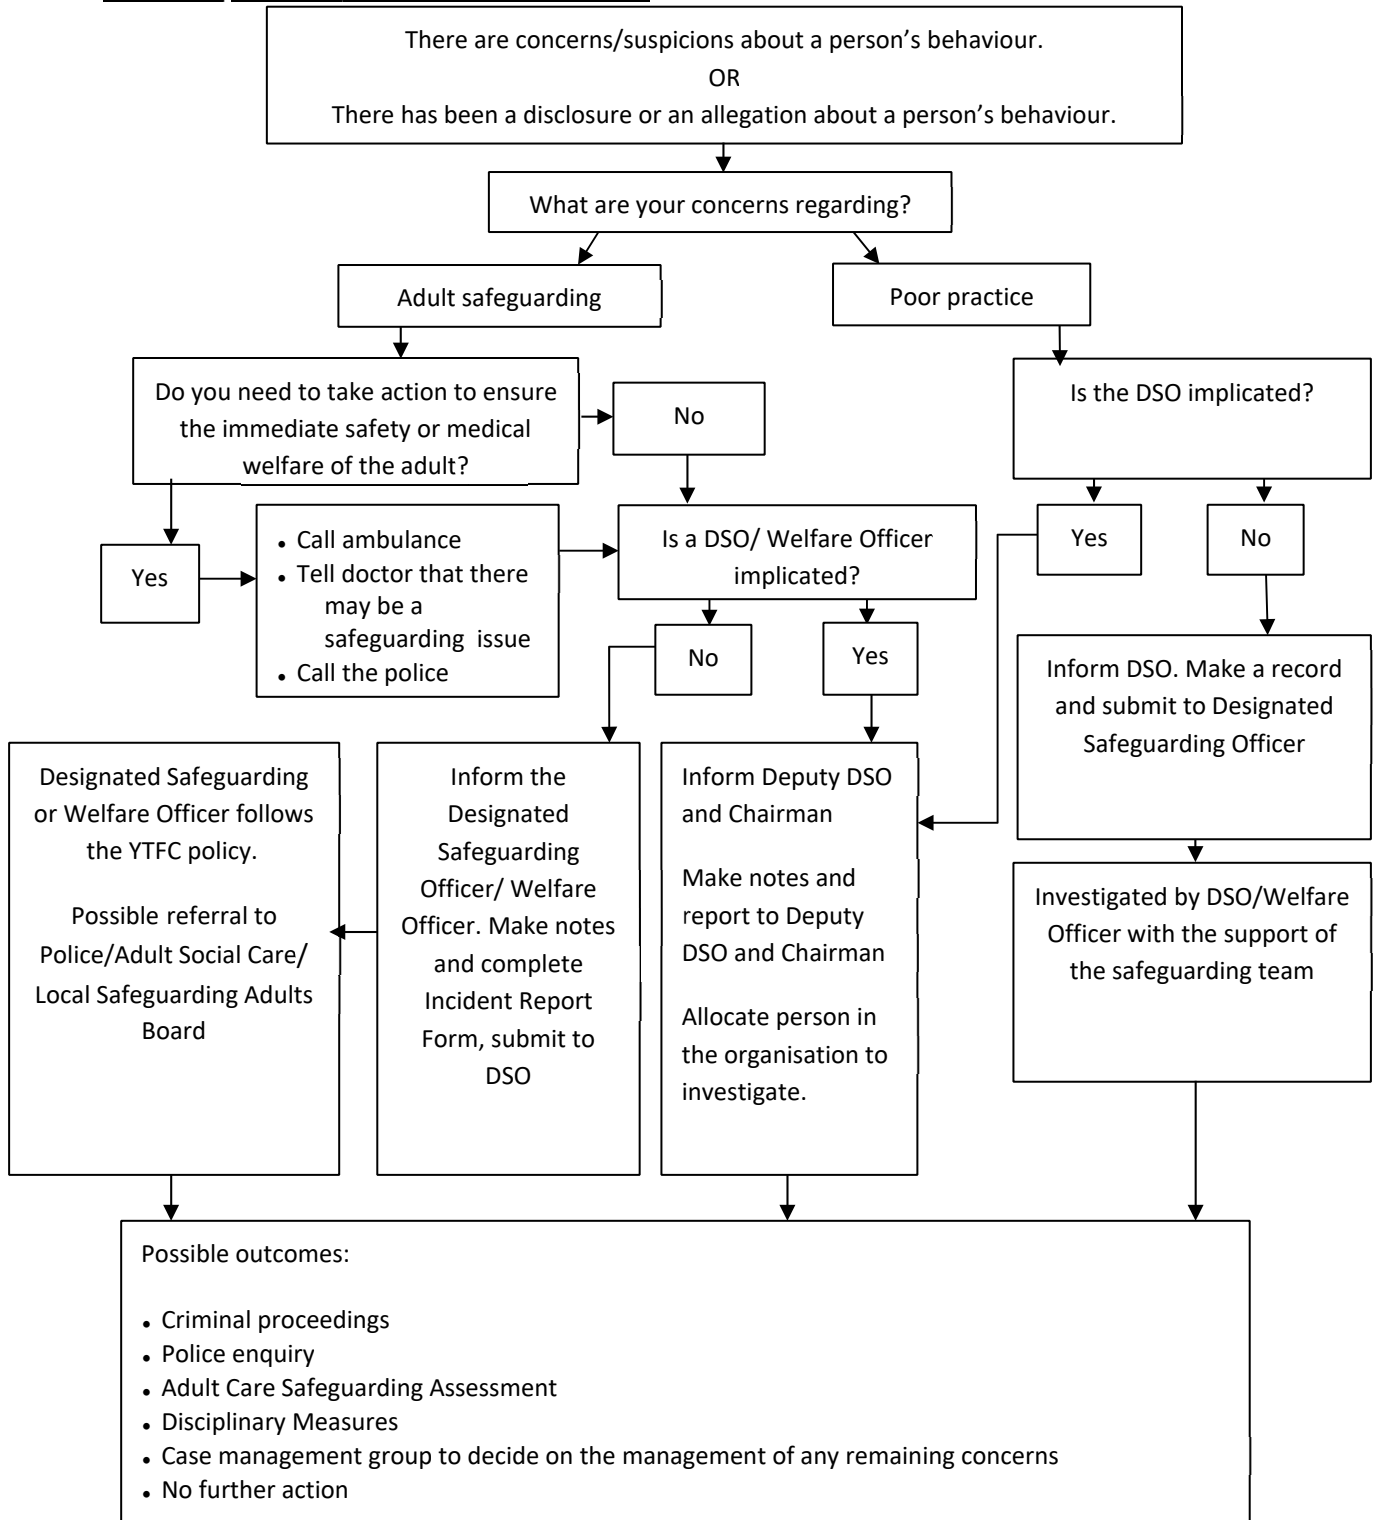 There are concerns/suspicions about a person’s behaviour.
OR
There has been a disclosure or an allegation about a person’s behaviour.
What are your concerns regarding?
Adult safeguarding
Poor practice
Do you need to take action to ensure
the immediate safety or medical
welfare of the adult?
No
Is the DSO implicated?
Yes
• Call ambulance
• Tell doctor that there
may be a
safeguarding issue
• Call the police
Is a DSO/ Welfare Officer
implicated?
No
Yes
Yes
No
Inform DSO. Make a record
and submit to Designated
Safeguarding Officer
Designated Safeguarding
or Welfare Officer follows
the YTFC policy.
Possible referral to
Police/Adult Social Care/
Local Safeguarding Adults
Board
Inform the
Designated
Safeguarding
Officer/ Welfare
Officer. Make notes
and complete
Incident Report
Form, submit to
DSO
Inform Deputy DSO
and Chairman
Make notes and
report to Deputy
DSO and Chairman
Allocate person in
the organisation to
investigate.
Investigated by DSO/Welfare
Officer with the support of
the safeguarding team
Possible outcomes:
• Criminal proceedings
• Police enquiry
• Adult Care Safeguarding Assessment
• Disciplinary Measures
• Case management group to decide on the management of any remaining concerns
• No further action